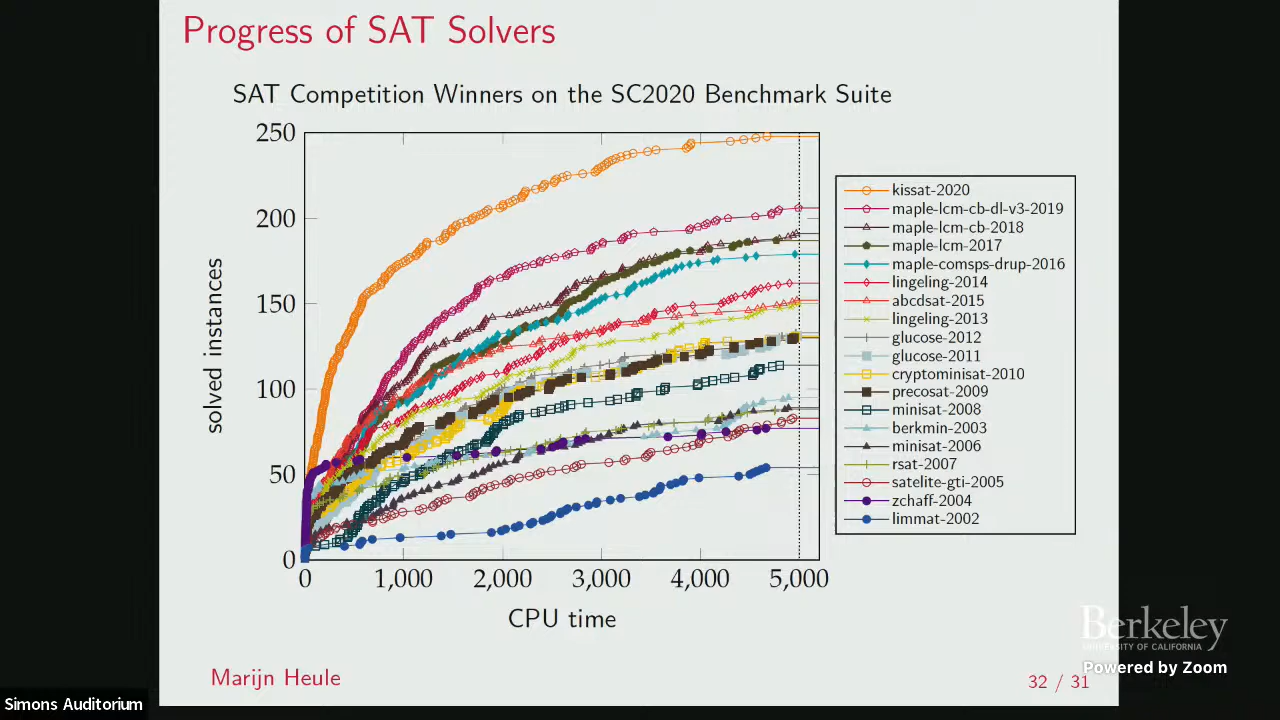 Progress of SAT Solvers
SAT Competition Winners on the SC2020 Benchmark Suite
250
200
150
100
50
0
solved instances
0 1,000 2,000 3,000 4,000 5,000
CPU time
kissat-2020
maple-lcm-cb-dl-v3-2019
maple-lcm-cb-2018
maple-lcm-2017
maple-comsps-drup-2016
lingeling-2014
abcdsat-2015
lingeling-2013
glucose-2012
glucose-2011
cryptominisat-2010
precosat-2009
minisat-2008
berkmin-2003
minisat-2006
rsat-2007
satelite-gti-2005
zchaff-2004
limmat-2002
Berkeley
UNIVERSITY OF CALIFORNIA
Powered by Zoom
Marijn Heule
32 / 31
Simons Auditorium